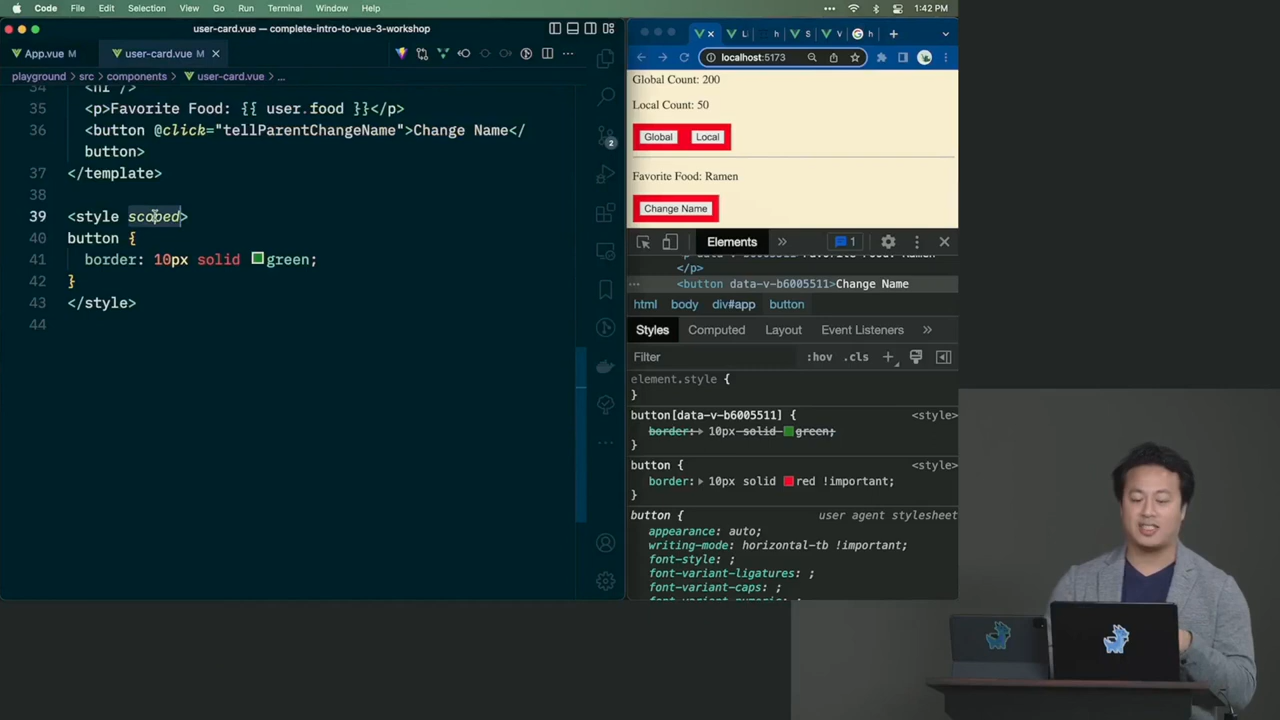 Code File Edit Selection View Go Run Terminal Window Help
1:42 PM
user-card.vue — complete-intro-to-vue-3-workshop
App.vue M
user-card.vue M
playground > src > components > user-card.vue > ...
34 <hr />
35 <p>Favorite Food: {{ user.food }}</p>
36 <button @click="tellParentChangeName">Change Name</
button>
37 </template>
38
39 <style scoped>
40 button {
41 border: 10px solid green;
42 }
43 </style>
44
2
localhost:5173
Global Count: 200
Local Count: 50
Global Local
Favorite Food: Ramen
Change Name
Elements » 1
</p>
<button data-v-b6005511>Change Name
html body div#app button
Styles Computed Layout Event Listeners »
Filter :hov .cls +
element.style {
}
button[data-v-b6005511] { <style>
border: 10px solid green;
}
button { <style>
border: 10px solid red !important;
}
button { user agent stylesheet
appearance: auto;
writing-mode: horizontal-tb !important;
font-style: ;
font-variant-ligatures: ;
font-variant-caps: ;